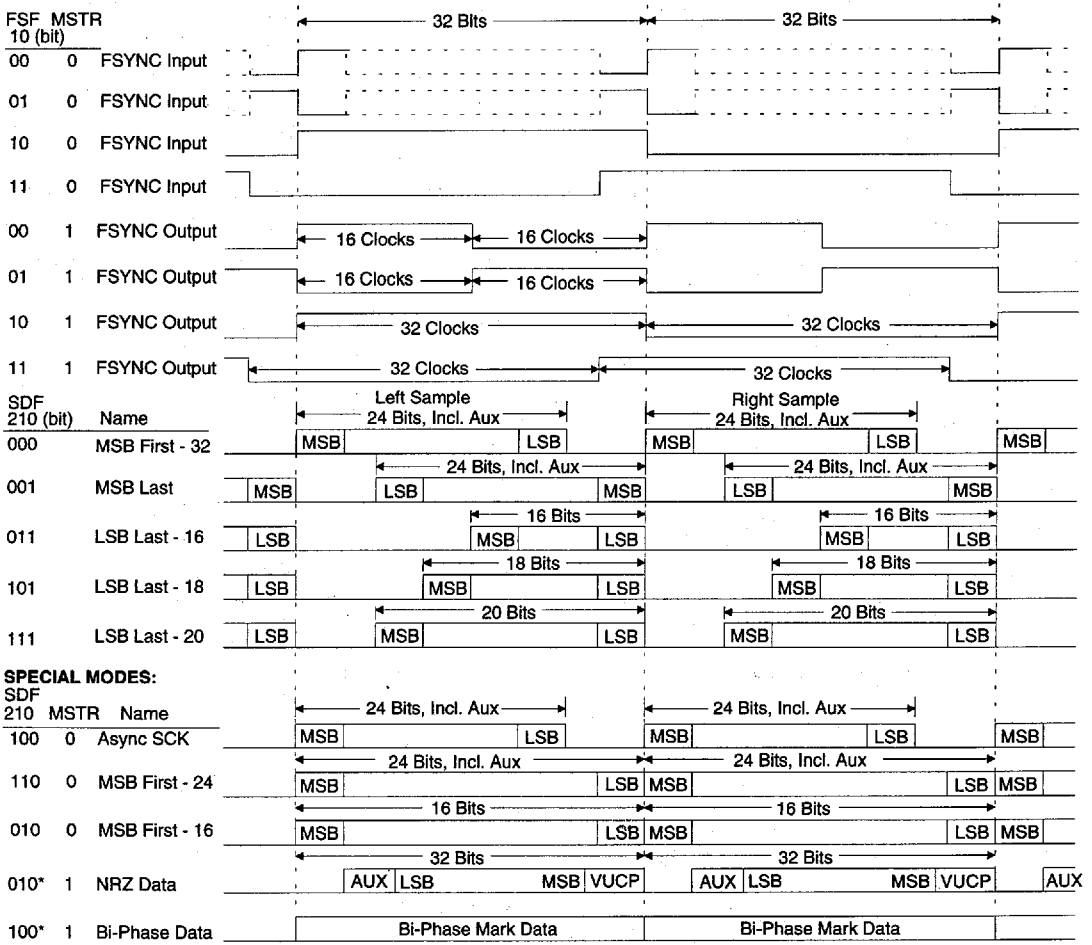 FSF MSTR
10 (bit)
32 Bits 32 Bits
00 0 FSYNC Input
01 0 FSYNC Input
10 0 FSYNC Input
11 0 FSYNC Input
00 1 FSYNC Output 16 Clocks 16 Clocks
01 1 FSYNC Output 16 Clocks 16 Clocks
10 1 FSYNC Output 32 Clocks 32 Clocks
11 1 FSYNC Output 32 Clocks 32 Clocks
SDF
210 (bit) Name
Left Sample Right Sample
24 Bits, Incl. Aux 24 Bits, Incl. Aux
000 MSB First - 32 MSB LSB MSB LSB MSB
24 Bits, Incl. Aux 24 Bits, Incl. Aux
001 MSB Last MSB LSB MSB LSB MSB
16 Bits 16 Bits
011 LSB Last - 16 LSB MSB LSB MSB LSB
18 Bits 18 Bits
101 LSB Last - 18 LSB MSB LSB MSB LSB
20 Bits 20 Bits
111 LSB Last - 20 LSB MSB LSB MSB LSB
SPECIAL MODES:
SDF
210 MSTR Name
24 Bits, Incl. Aux 24 Bits, Incl. Aux
100 0 Async SCK MSB LSB MSB LSB MSB
24 Bits, Incl. Aux 24 Bits, Incl. Aux
110 0 MSB First - 24 MSB LSB MSB LSB MSB
16 Bits 16 Bits
010 0 MSB First - 16 MSB LSB MSB LSB MSB
32 Bits 32 Bits
010* 1 NRZ Data AUX LSB MSB VUCP AUX LSB MSB VUCP AUX
100* 1 Bi-Phase Data Bi-Phase Mark Data Bi-Phase Mark Data